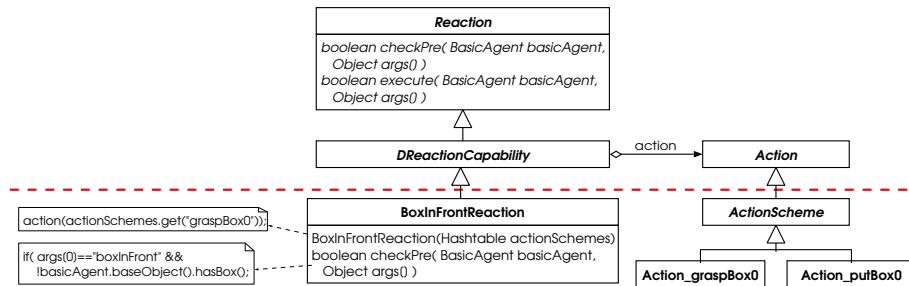 Reaction
boolean checkPre( BasicAgent basicAgent,
Object args[] )
boolean execute( BasicAgent basicAgent,
Object args[] )
DReactionCapability
action
Action
BoxInFrontReaction
BoxInFrontReaction(Hashtable actionSchemes)
boolean checkPre( BasicAgent basicAgent,
Object args[] )
action(actionSchemes.get("graspBox0"));
if( args(0)=="boxInFront" &&
!basicAgent.baseObject().hasBox();
ActionScheme
Action_graspBox0
Action_putBox0